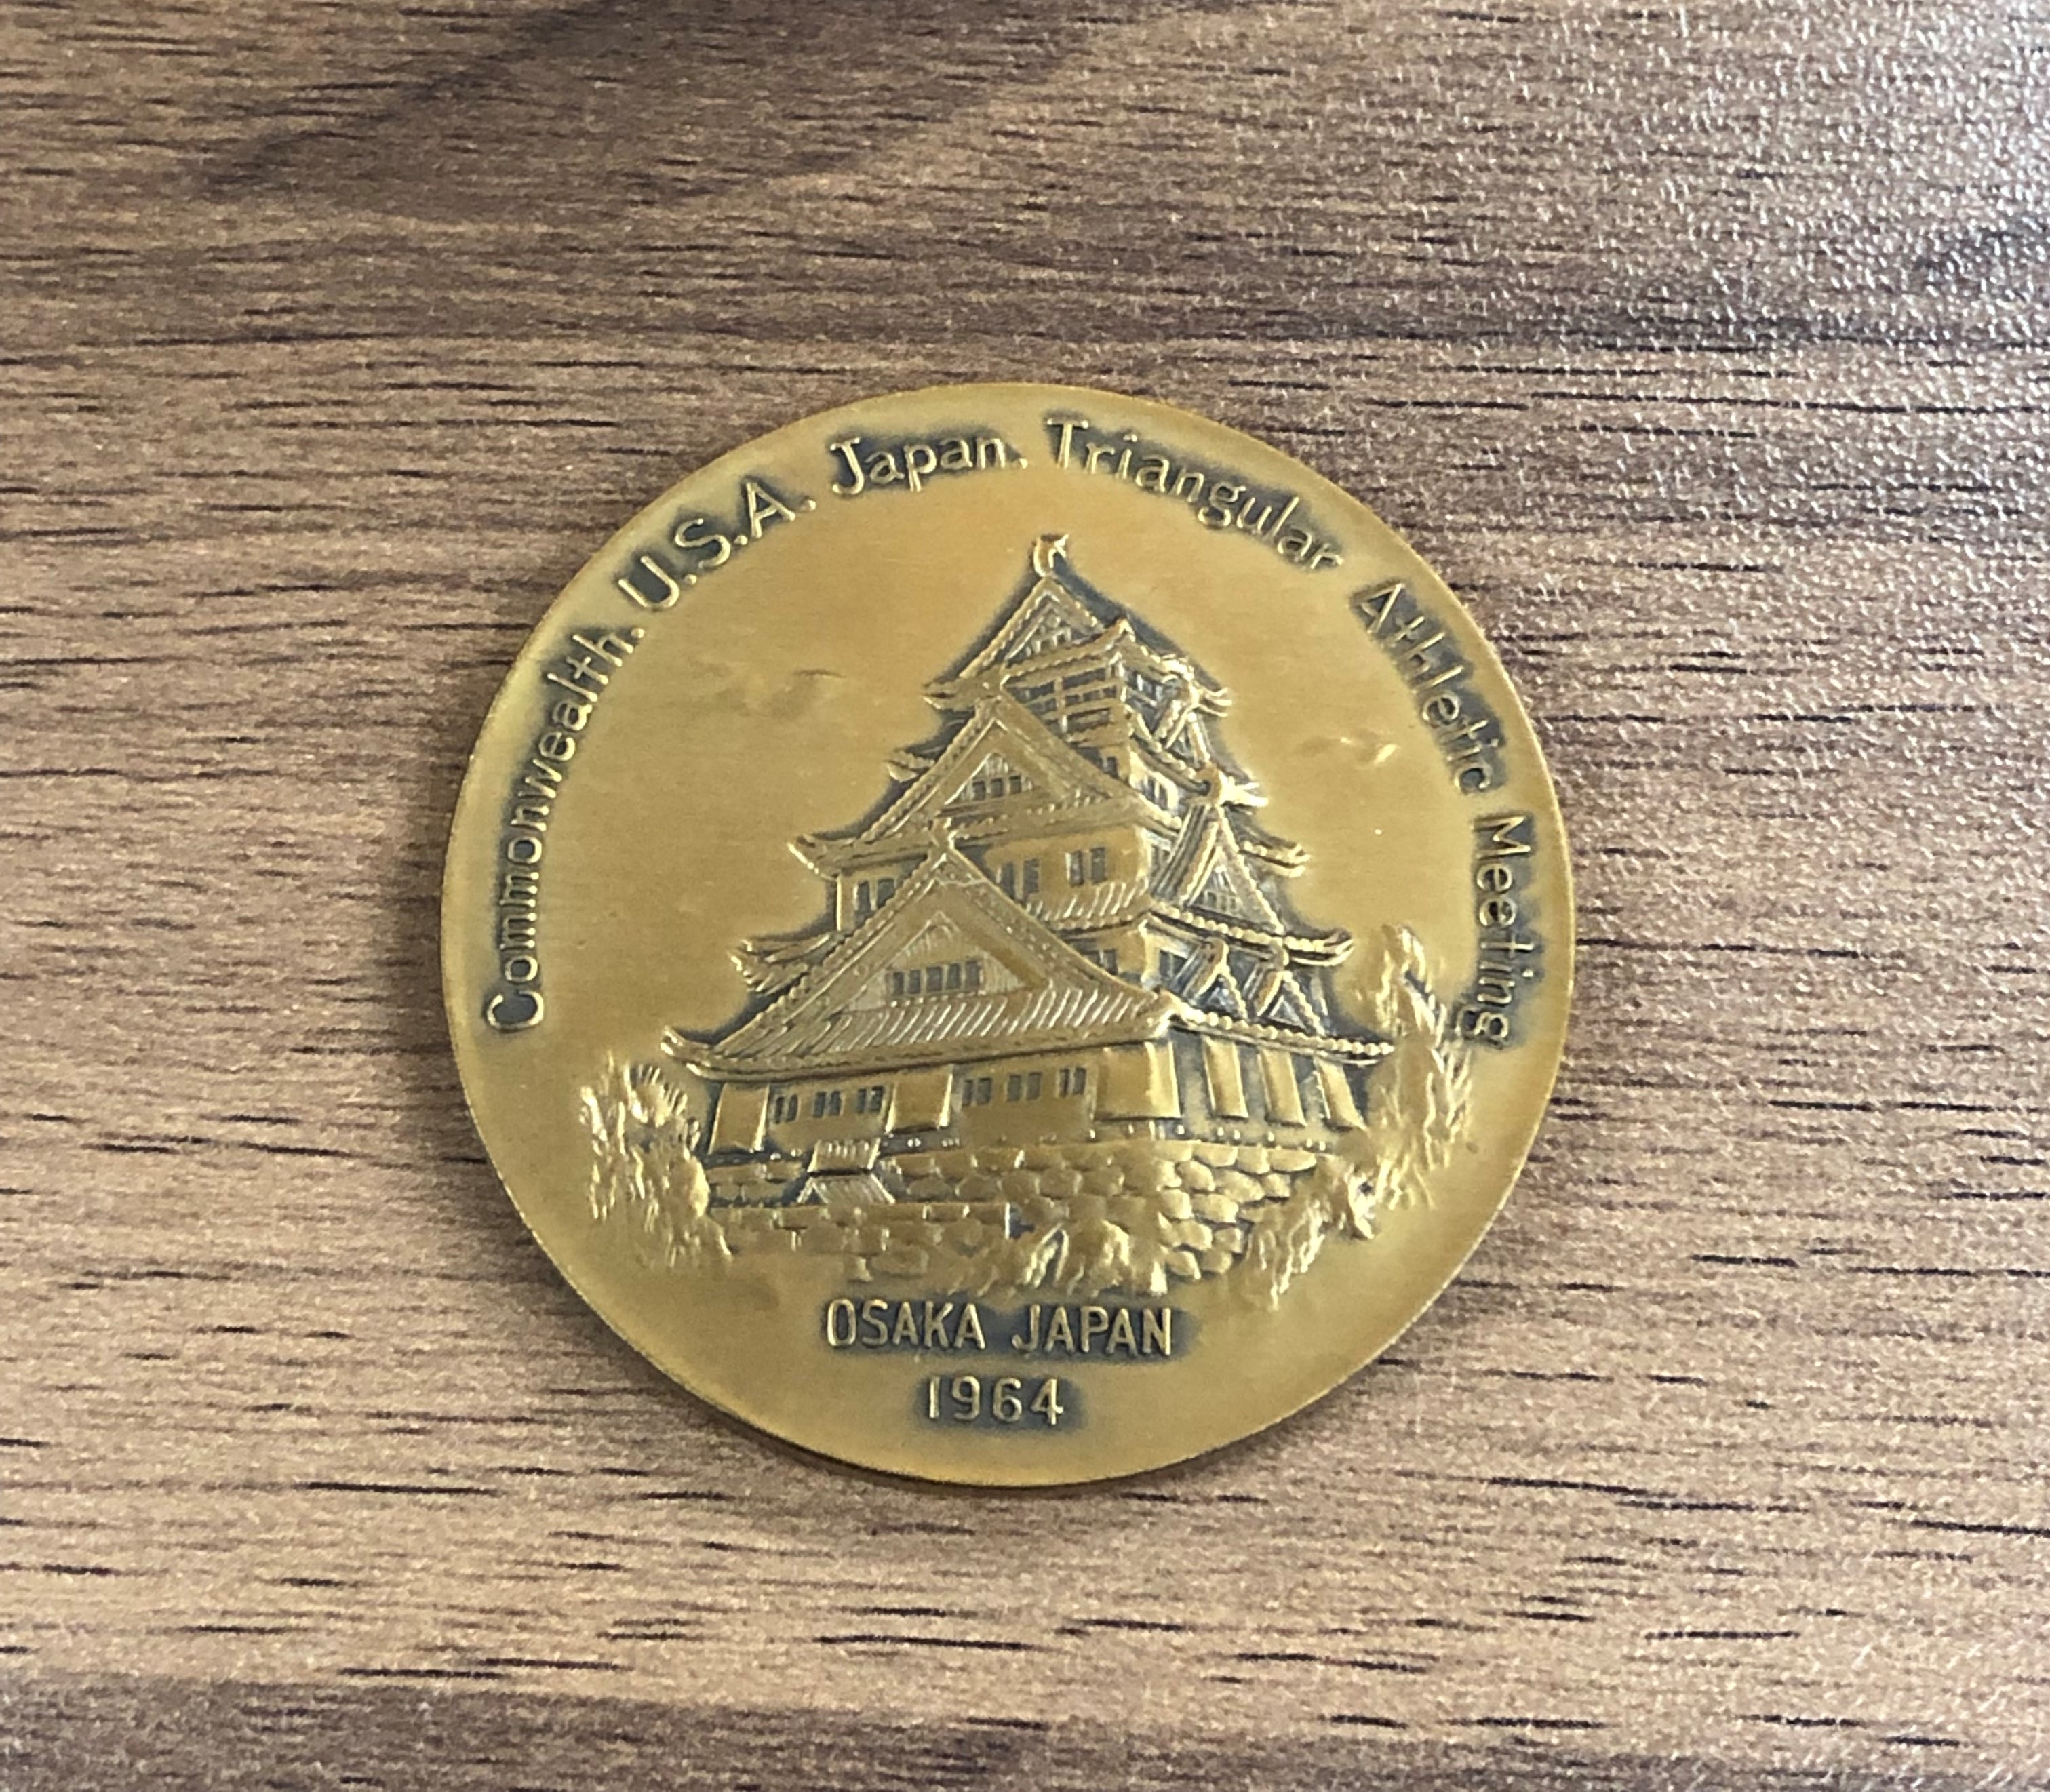 Commonwealth. U.S.A. Japan. Triangular Athletic Meeting
OSAKA JAPAN
1964